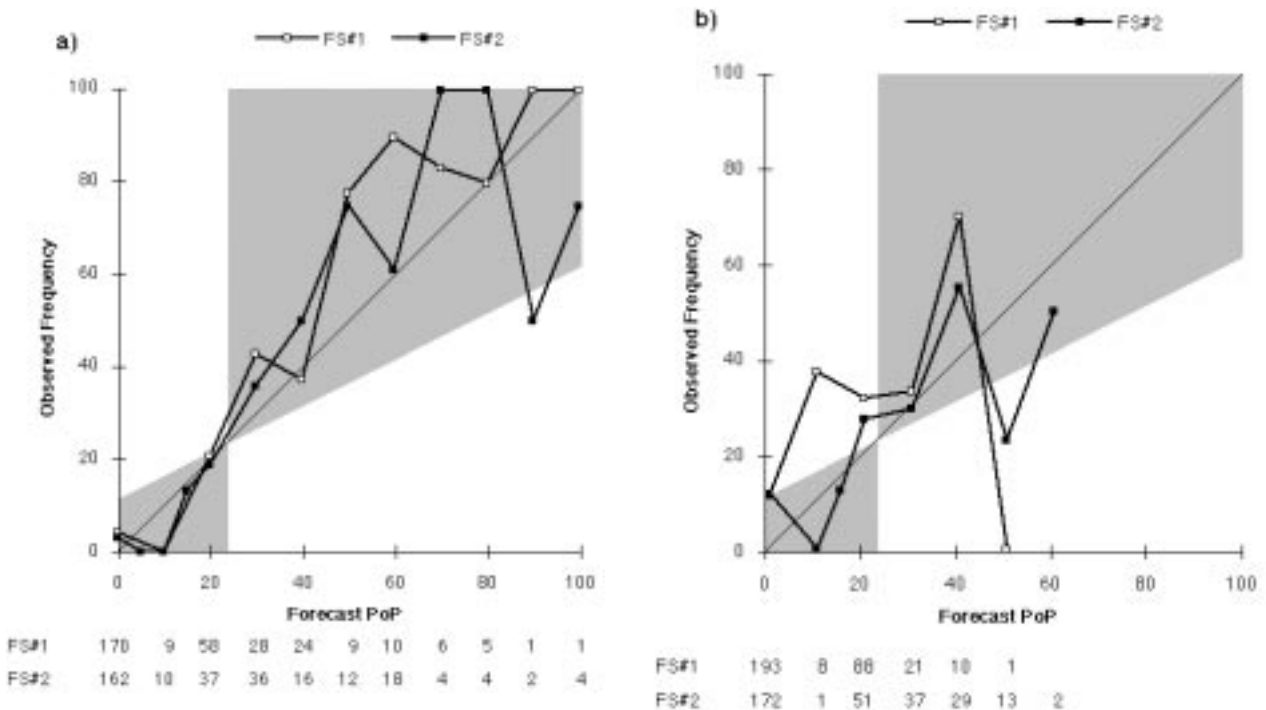 a)
FS#1 FS#2
100
80
60
40
20
0
Observed Frequency
0 20 40 60 80 100
Forecast PoP
FS#1 170 9 58 28 24 9 10 6 5 1 1
FS#2 162 10 37 36 16 12 18 4 4 2 4
b)
FS#1 FS#2
100
80
60
40
20
0
Observed Frequency
0 20 40 60 80 100
Forecast PoP
FS#1 193 8 88 21 10 1
FS#2 172 1 51 37 29 13 2